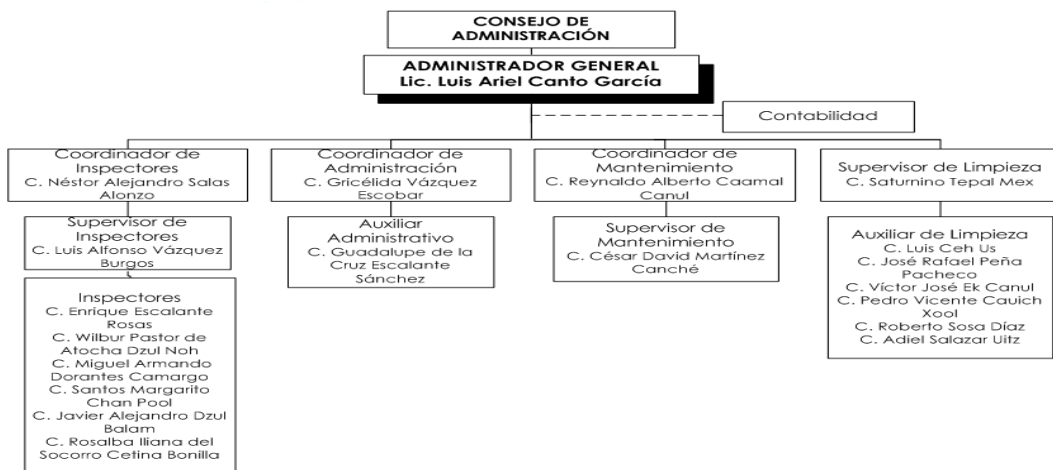 CONSEJO DE
ADMINISTRACIÓN
ADMINISTRADOR GENERAL
Lic. Luis Ariel Canto García
Contabilidad
Coordinador de
Inspectores
C. Néstor Alejandro Salas
Alonzo
Supervisor de
Inspectores
C. Luis Alfonso Vázquez
Burgos
Inspectores
C. Enrique Escalante
Rosas
C. Wilbur Pastor de
Atocha Dzul Noh
C. Miguel Armando
Dorantes Camargo
C. Santos Margarito
Chan Pool
C. Javier Alejandro Dzul
Balam
C. Rosalba Iliana del
Socorro Cetina Bonilla
Coordinador de
Administración
C. Gricélida Vázquez
Escobar
Auxiliar
Administrativo
C. Guadalupe de la
Cruz Escalante
Sánchez
Coordinador de
Mantenimiento
C. Reynaldo Alberto Caamal
Canul
Supervisor de
Mantenimiento
C. César David Martínez
Canché
Supervisor de Limpieza
C. Saturnino Tepal Mex
Auxiliar de Limpieza
C. Luis Ceh Us
C. José Rafael Peña
Pacheco
C. Víctor José Ek Canul
C. Pedro Vicente Cauich
Xool
C. Roberto Sosa Díaz
C. Adiel Salazar Uitz